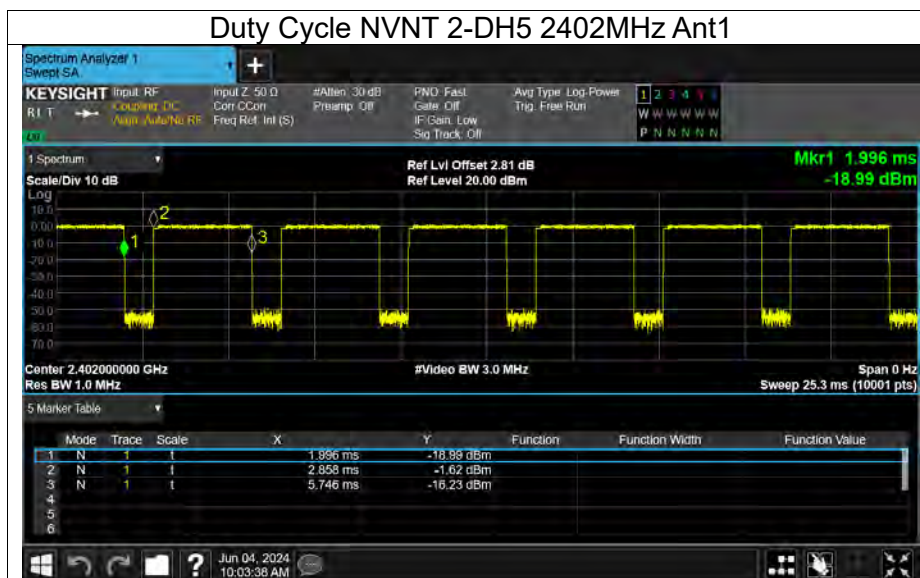 Duty Cycle NVNT 2-DH5 2402MHz Ant1
Spectrum Analyzer 1
Swept SA
+
KEYSIGHT Input: RF Input Z: 50 Ω #Atten: 30 dB PNO: Fast Avg Type: Log-Power 1 2 3 4 5 6
RLT Coupling: DC Corr CCorr Preamp: Off Gate: Off Trig: Free Run W W W W W W
Align: Auto/No RF Freq Ref: Int (S) IF Gain: Low P N N N N N
Sig Track: Off
1 Spectrum
Ref Lvl Offset 2.81 dB Mkr1 1.996 ms
Scale/Div 10 dB Ref Level 20.00 dBm -18.99 dBm
Log
10.0
0.00
-10.0
-20.0
-30.0
-40.0
-50.0
-60.0
-70.0
1
2
3
Center 2.402000000 GHz #Video BW 3.0 MHz Span 0 Hz
Res BW 1.0 MHz Sweep 25.3 ms (10001 pts)
5 Marker Table
Mode Trace Scale X Y Function Function Width Function Value
1 N 1 t 1.996 ms -18.99 dBm
2 N 1 t 2.858 ms -1.62 dBm
3 N 1 t 5.746 ms -16.23 dBm
4
5
6
? Jun 04, 2024
10:03:38 AM